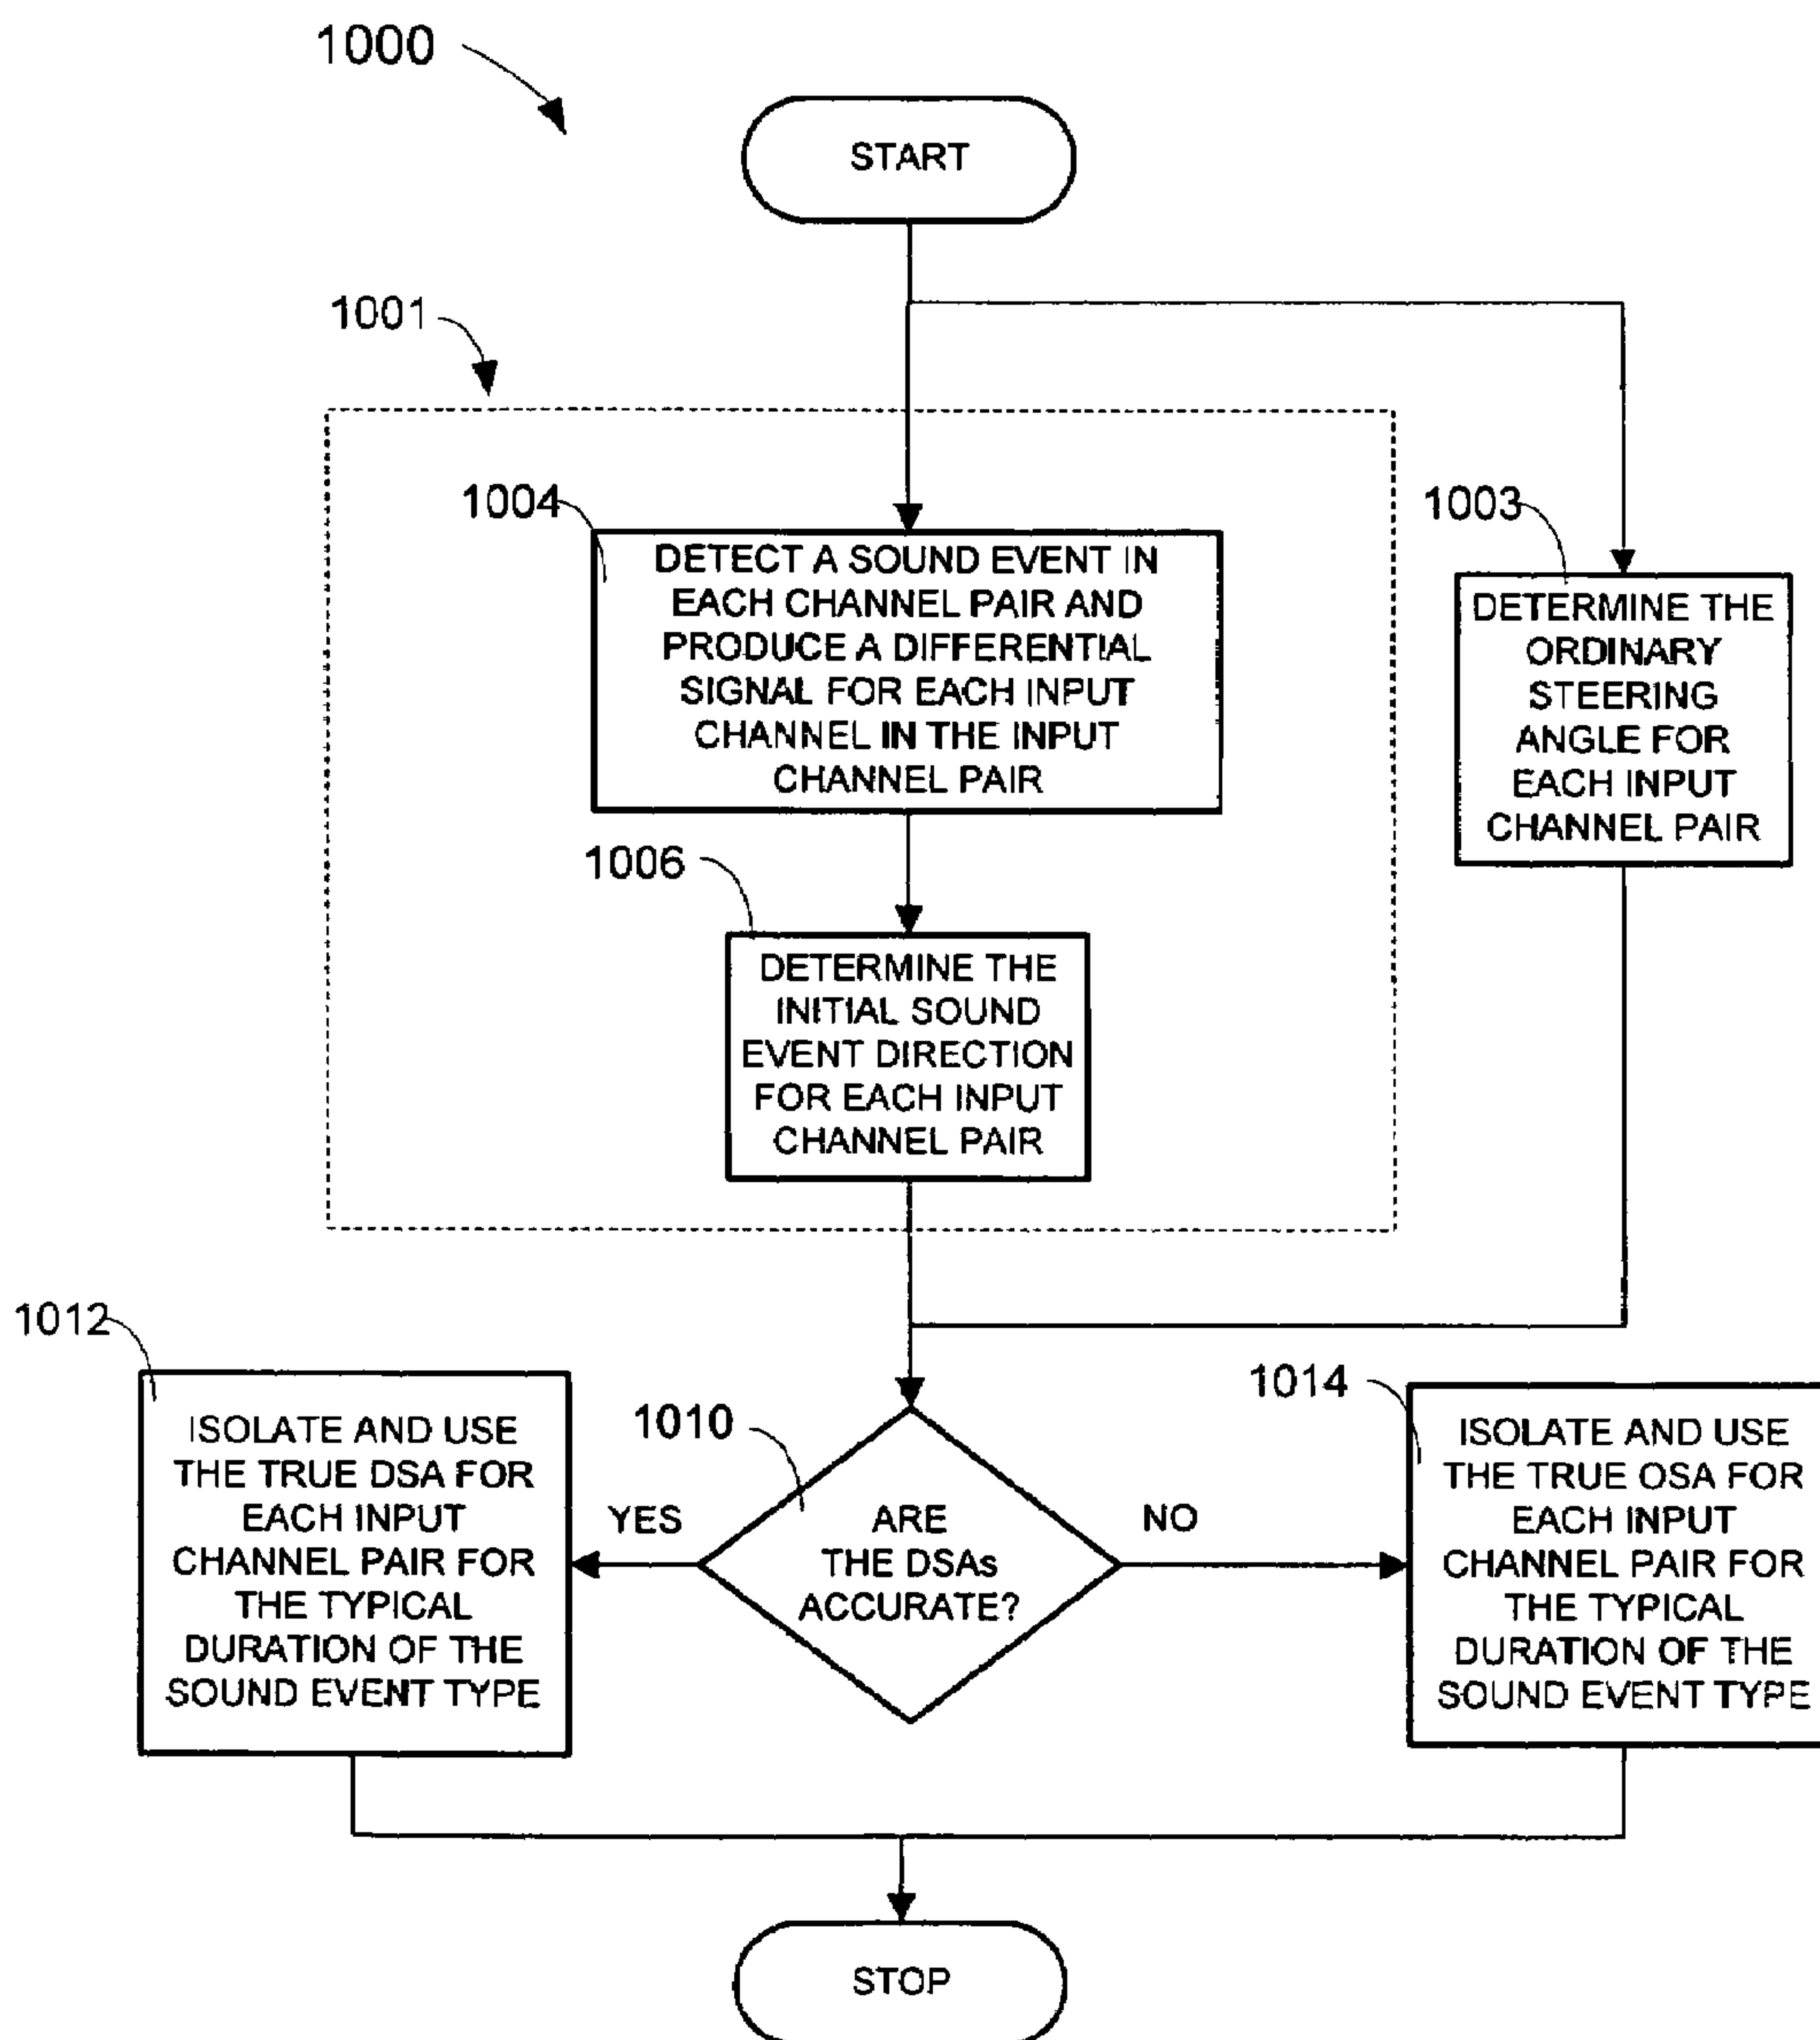 1000
START
1001
1004
DETECT A SOUND EVENT IN
EACH CHANNEL PAIR AND
PRODUCE A DIFFERENTIAL
SIGNAL FOR EACH INPUT
CHANNEL IN THE INPUT
CHANNEL PAIR
1003
DETERMINE THE
ORDINARY
STEERING
ANGLE FOR
EACH INPUT
CHANNEL PAIR
1006
DETERMINE THE
INITIAL SOUND
EVENT DIRECTION
FOR EACH INPUT
CHANNEL PAIR
1012
ISOLATE AND USE
THE TRUE DSA FOR
EACH INPUT
CHANNEL PAIR FOR
THE TYPICAL
DURATION OF THE
SOUND EVENT TYPE
YES
1010
ARE
THE DSAs
ACCURATE?
NO
1014
ISOLATE AND USE
THE TRUE OSA FOR
EACH INPUT
CHANNEL PAIR FOR
THE TYPICAL
DURATION OF THE
SOUND EVENT TYPE
STOP